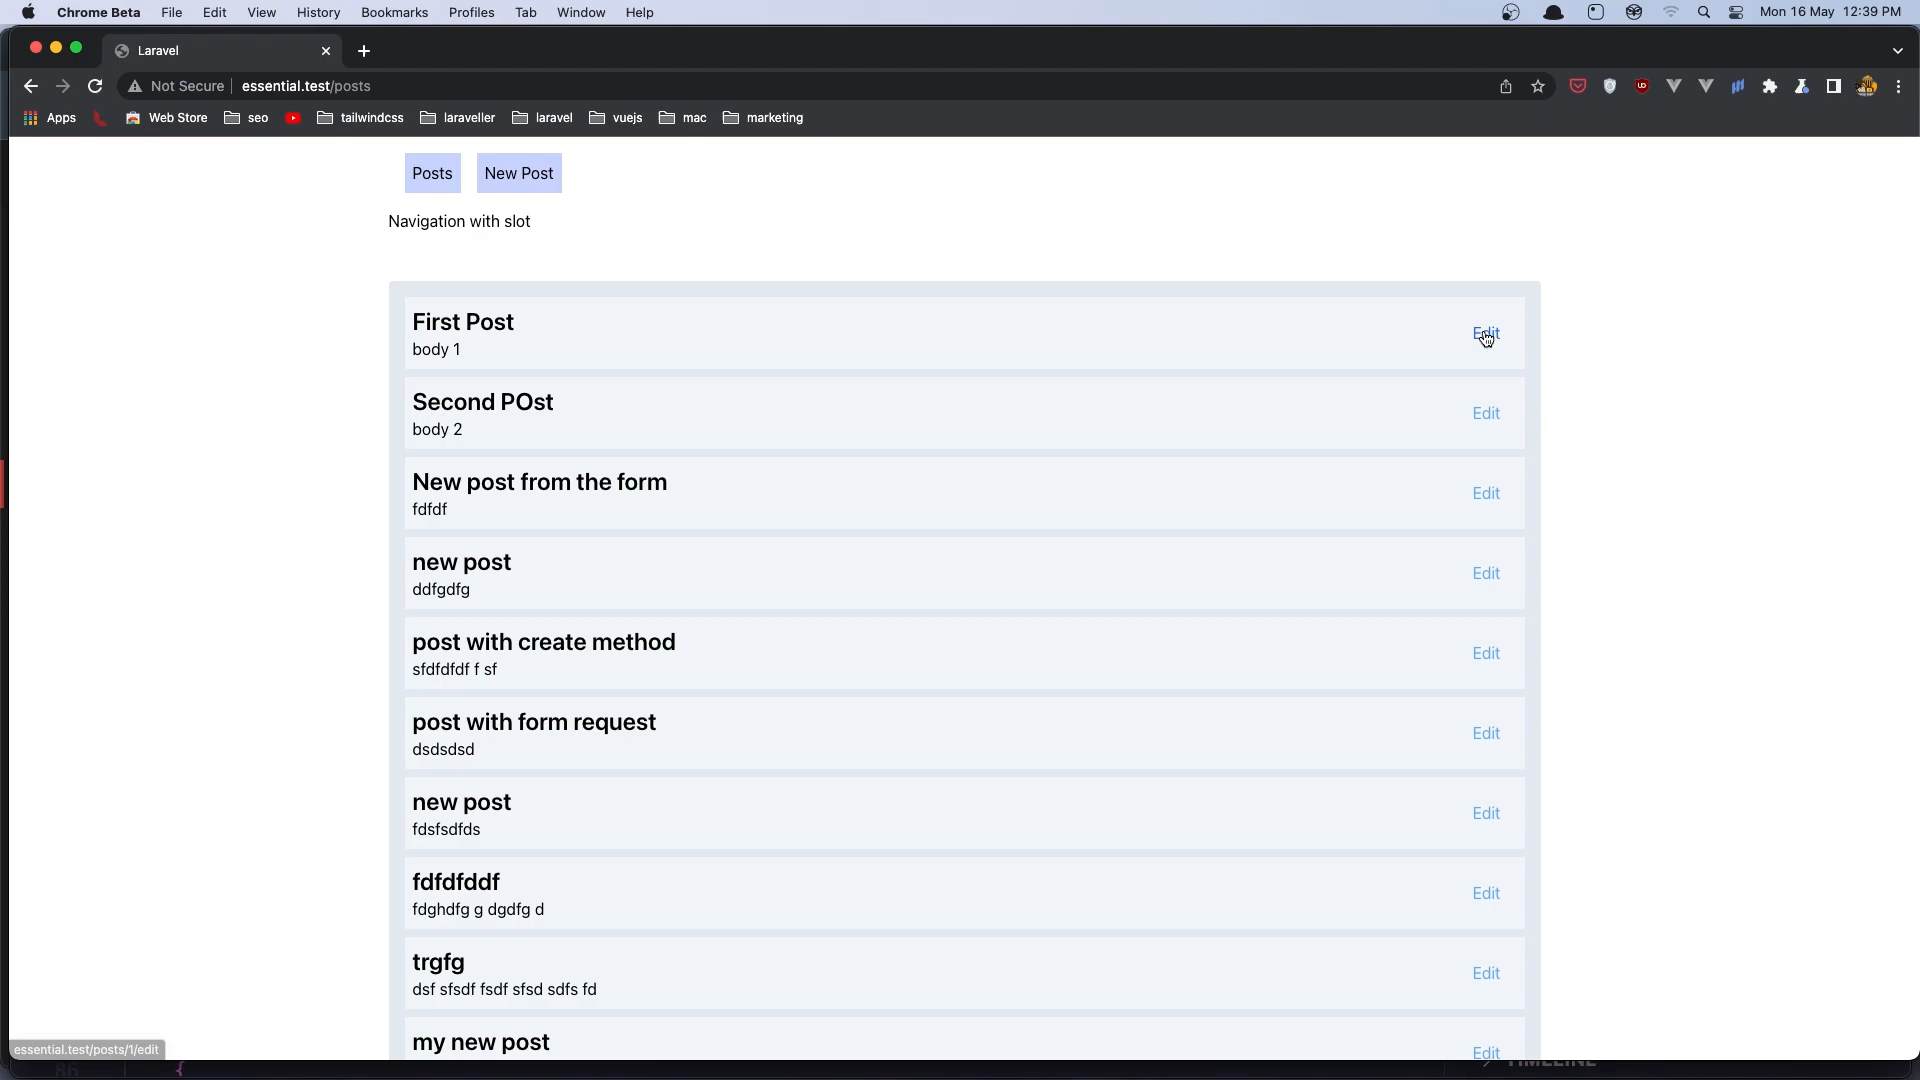 Chrome Beta File Edit View History Bookmarks Profiles Tab Window Help Mon 16 May 12:39 PM
Laravel
Not Secure essential.test/posts
Apps Web Store seo tailwindcss laraveller laravel vuejs mac marketing
Posts New Post
Navigation with slot
First Post
body 1
Edit
Second POst
body 2
Edit
New post from the form
fdfdf
Edit
new post
ddfgdfg
Edit
post with create method
sfdfdfdf f sf
Edit
post with form request
dsdsdsd
Edit
new post
fdsfsdfds
Edit
fdfdfddf
fdghdfg g dgdfg d
Edit
trgfg
dsf sfsdf fsdf sfsd sdfs fd
Edit
my new post
Edit
essential.test/posts/1/edit
86 {
TIMELINE